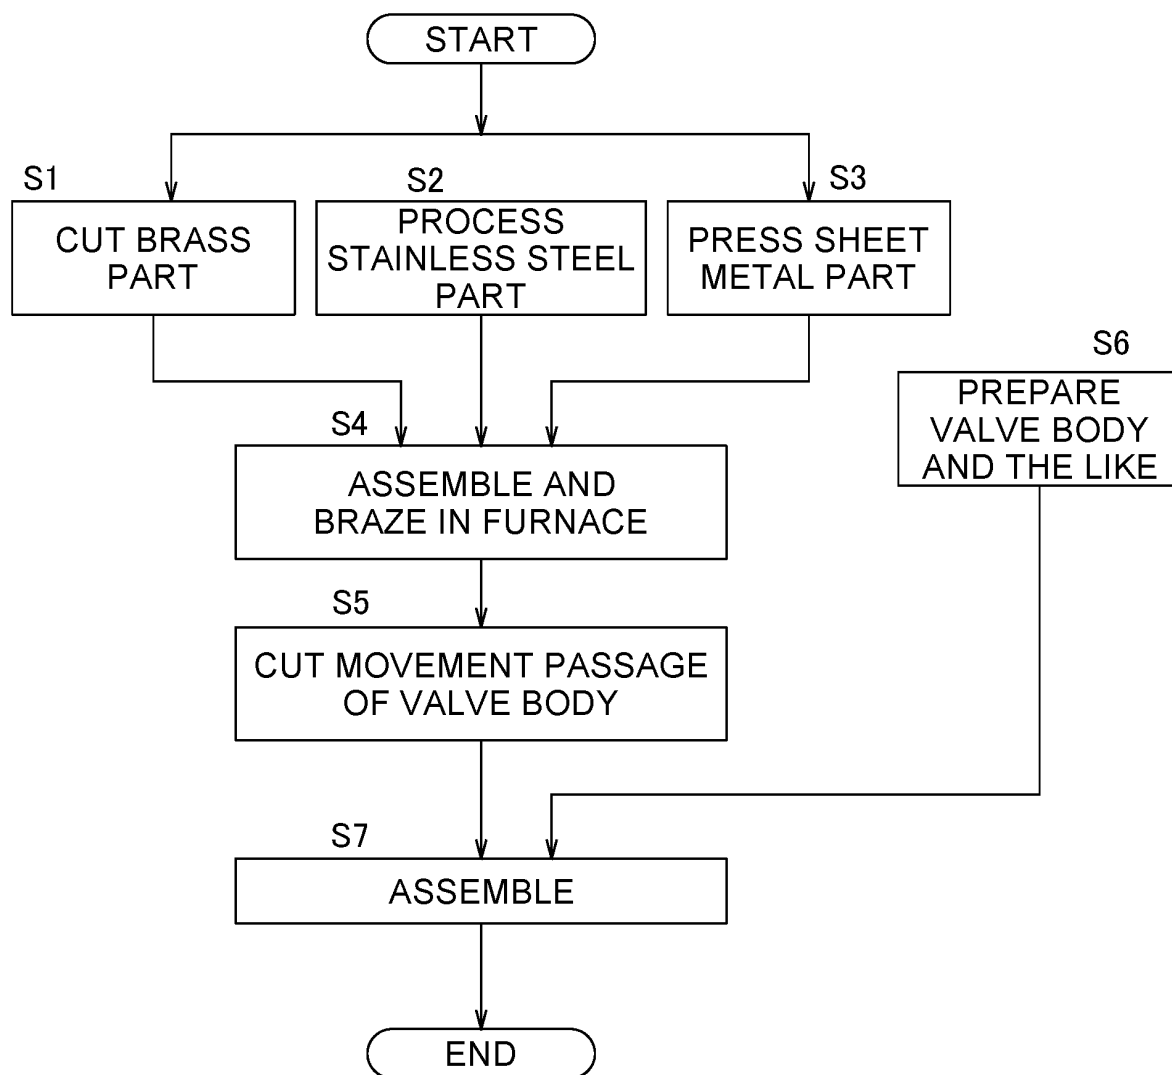 START
S1
CUT BRASS
PART
S2
PROCESS
STAINLESS STEEL
PART
S3
PRESS SHEET
METAL PART
S4
ASSEMBLE AND
BRAZE IN FURNACE
S5
CUT MOVEMENT PASSAGE
OF VALVE BODY
S6
PREPARE
VALVE BODY
AND THE LIKE
S7
ASSEMBLE
END